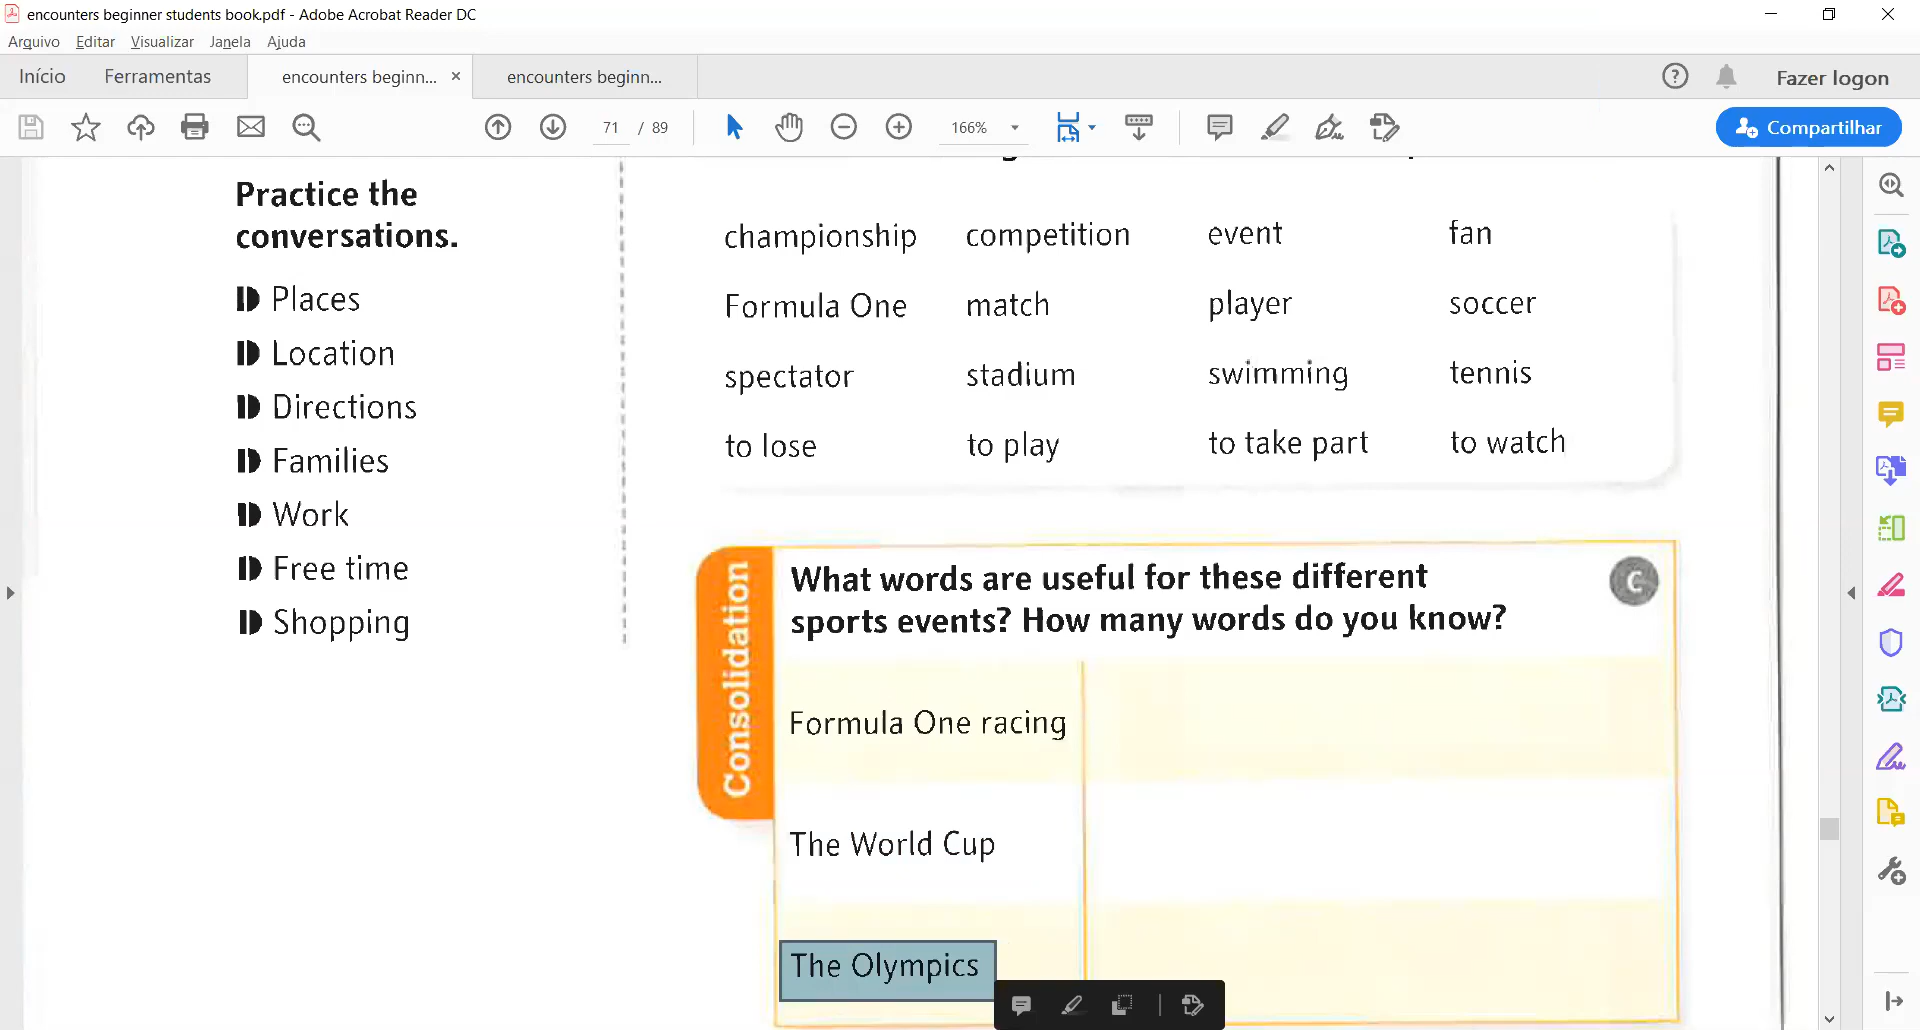 encounters beginner students book.pdf - Adobe Acrobat Reader DC
Arquivo Editar Visualizar Janela Ajuda
Início Ferramentas encounters beginn... × encounters beginn... Fazer logon
71 / 89 166% Compartilhar
Practice the
conversations.
Places
Location
Directions
Families
Work
Free time
Shopping
championship competition event fan
Formula One match player soccer
spectator stadium swimming tennis
to lose to play to take part to watch
Consolidation
What words are useful for these different
sports events? How many words do you know?
C
Formula One racing
The World Cup
The Olympics